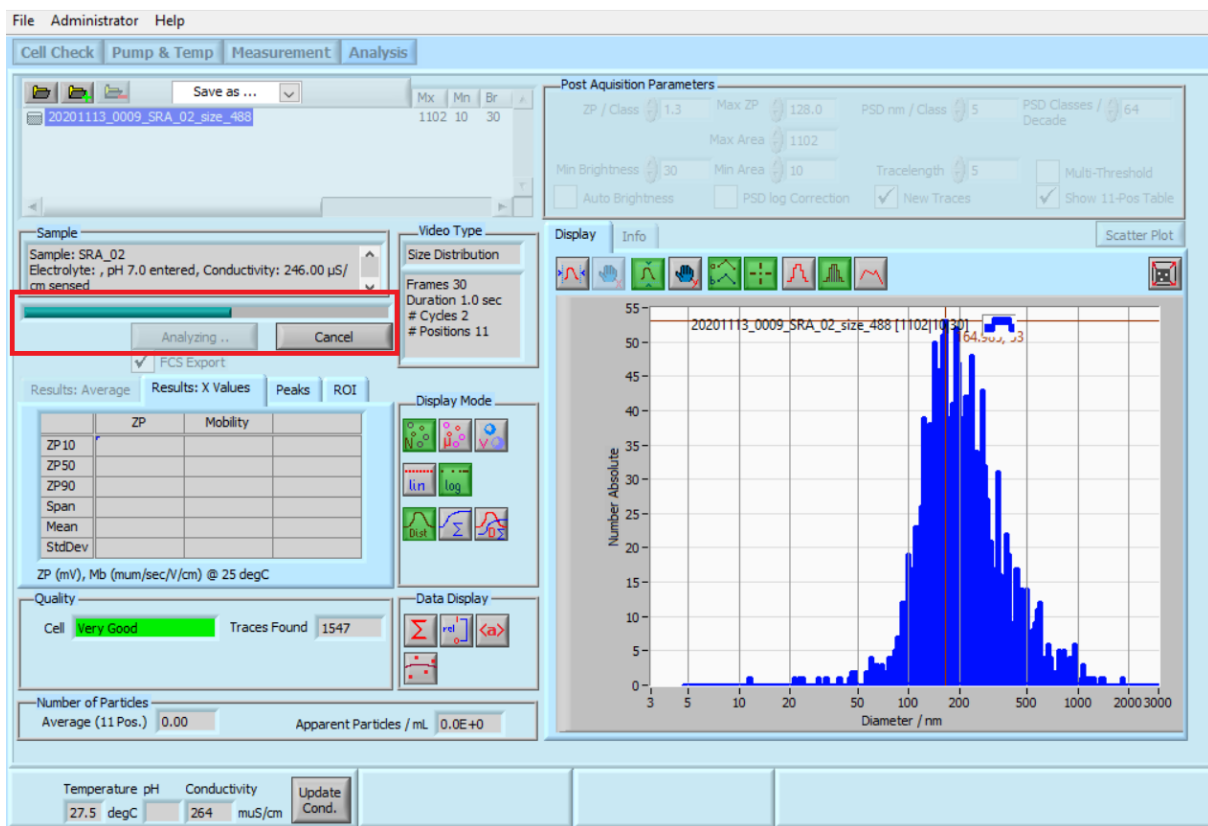 File Administrator Help
Cell Check Pump & Temp Measurement Analysis
Save as ...
Mx Mn Br
20201113_0009_SRA_02_size_488 1102 10 30
Post Aquisition Parameters
ZP / Class 1.3 Max ZP 128.0 PSD nm / Class 5 PSD Classes / Decade 64
Max Area 1102
Min Brightness 30 Min Area 10 Tracelength 5 Multi-Threshold
Auto Brightness PSD log Correction New Traces Show 11-Pos Table
Sample
Sample: SRA_02
Electrolyte: , pH 7.0 entered, Conductivity: 246.00 µS/
cm sensed
Analyzing .. Cancel
FCS Export
Video Type
Size Distribution
Frames 30
Duration 1.0 sec
# Cycles 2
# Positions 11
Results: Average Results: X Values Peaks ROI
ZP Mobility
ZP10
ZP50
ZP90
Span
Mean
StdDev
ZP (mV), Mb (mum/sec/V/cm) @ 25 degC
Display Mode
N µ V
lin log
Dist Σ DΣ
Quality
Cell Very Good Traces Found 1547
Data Display
Σ rel <a>
Number of Particles
Average (11 Pos.) 0.00 Apparent Particles / mL 0.0E+0
Display Info Scatter Plot
20201113_0009_SRA_02_size_488 [1102|10|30]
Number Absolute
55
50
45
40
35
30
25
20
15
10
5
0
3 5 10 20 50 100 200 500 1000 2000 3000
Diameter / nm
Temperature pH Conductivity
27.5 degC 264 muS/cm
Update
Cond.